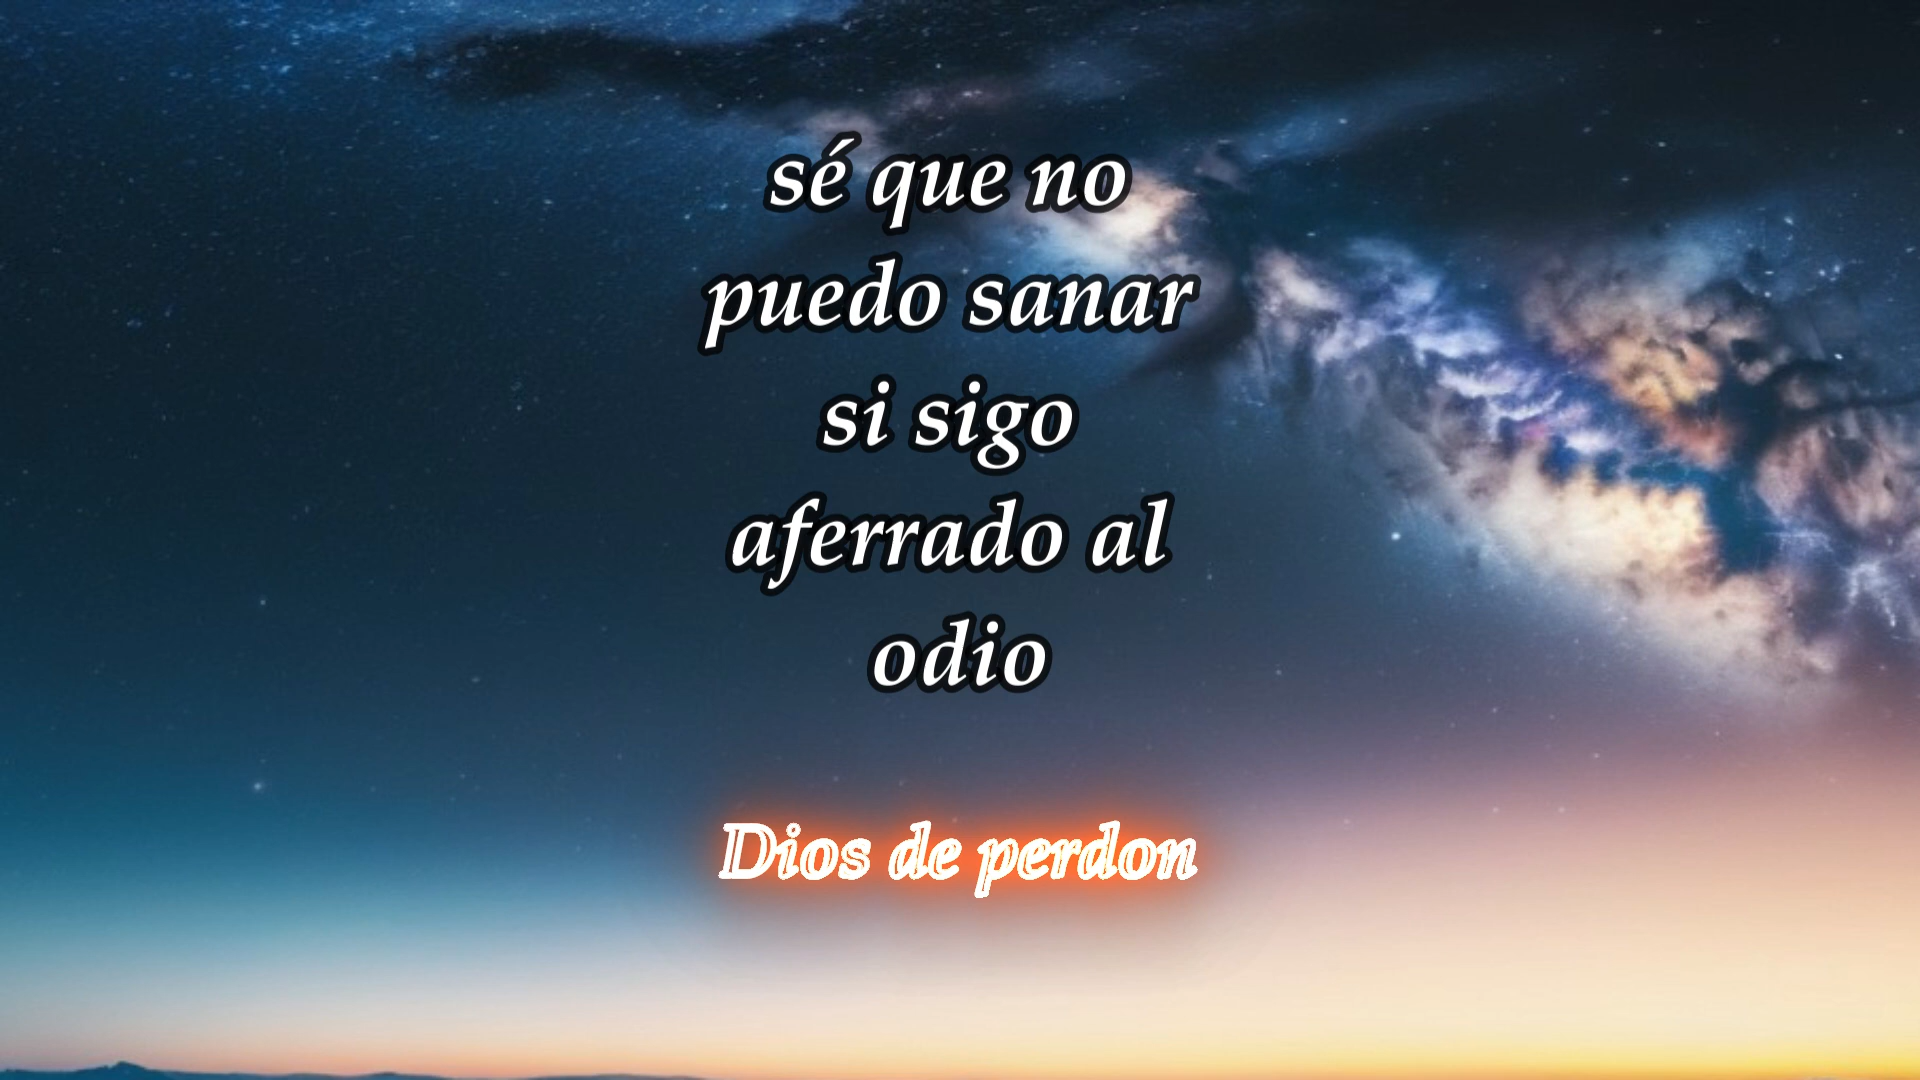 sé que no
puedo sanar
si sigo
aferrado al
odio
Dios de perdon